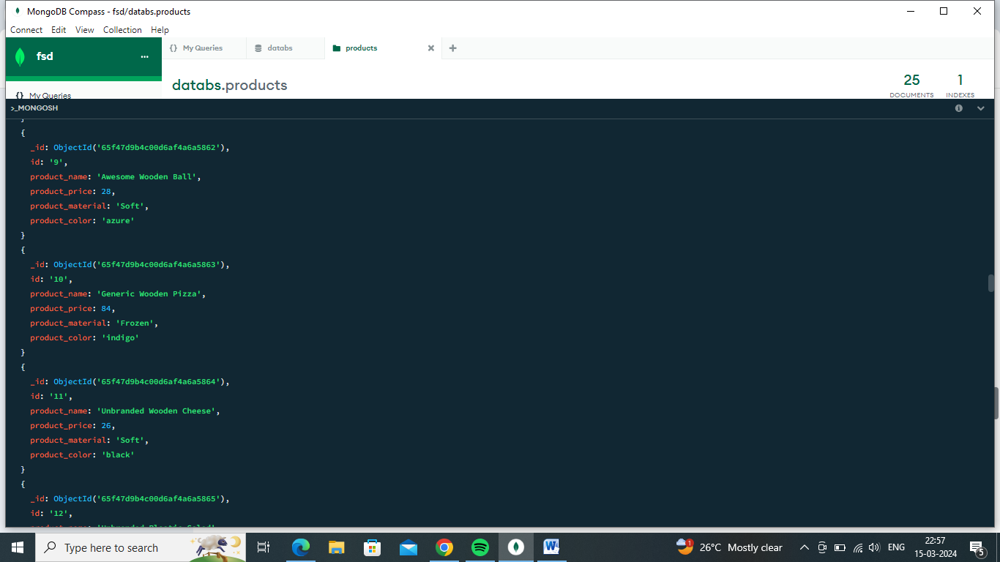 MongoDB Compass - fsd/databs.products
Connect Edit View Collection Help
fsd
{} My Queries
databs
products
databs.products
25
DOCUMENTS
1
INDEXES
{} My Queries
>_MONGOSH
}
{
_id: ObjectId('65f47d9b4c00d6af4a6a5862'),
id: '9',
product_name: 'Awesome Wooden Ball',
product_price: 28,
product_material: 'Soft',
product_color: 'azure'
}
{
_id: ObjectId('65f47d9b4c00d6af4a6a5863'),
id: '10',
product_name: 'Generic Wooden Pizza',
product_price: 84,
product_material: 'Frozen',
product_color: 'indigo'
}
{
_id: ObjectId('65f47d9b4c00d6af4a6a5864'),
id: '11',
product_name: 'Unbranded Wooden Cheese',
product_price: 26,
product_material: 'Soft',
product_color: 'black'
}
{
_id: ObjectId('65f47d9b4c00d6af4a6a5865'),
id: '12',
Type here to search
1
26°C Mostly clear
ENG
22:57
15-03-2024
5